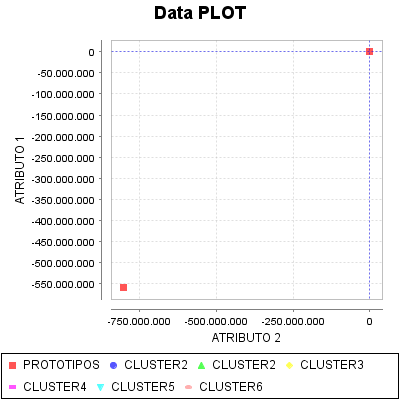 Data PLOT
ATRIBUTO 1
0
-50.000.000
-100.000.000
-150.000.000
-200.000.000
-250.000.000
-300.000.000
-350.000.000
-400.000.000
-450.000.000
-500.000.000
-550.000.000
-750.000.000 -500.000.000 -250.000.000 0
ATRIBUTO 2
PROTOTIPOS CLUSTER2 CLUSTER2 CLUSTER3
CLUSTER4 CLUSTER5 CLUSTER6